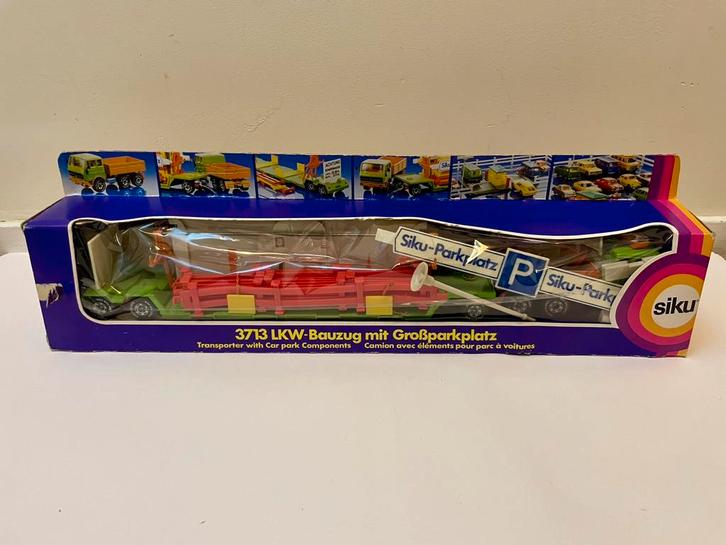 Siku-Parkplatz
P
Siku-Park
siku
3713 LKW-Bauzug mit Großparkplatz
Transporter with Car park Components Camion avec éléments pour parc à voitures